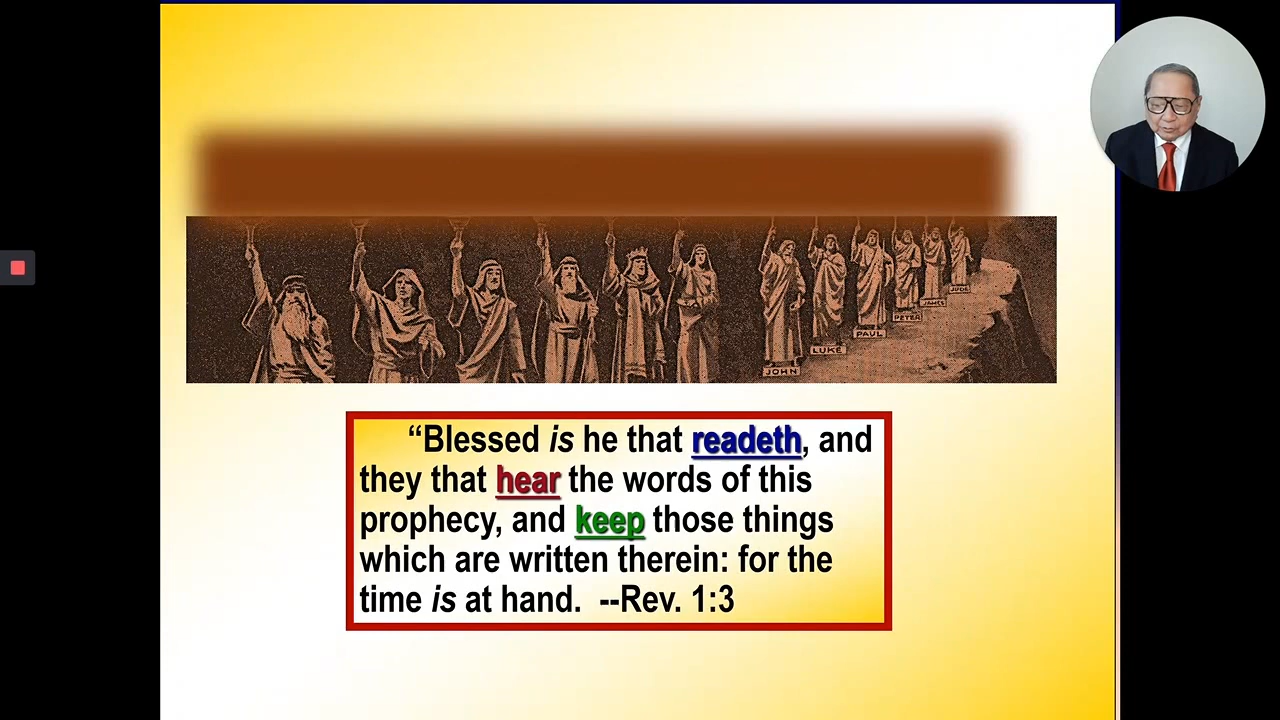 JUDE
JAMES
PETER
PAUL
LUKE
JOHN
“Blessed is he that readeth, and
they that hear the words of this
prophecy, and keep those things
which are written therein: for the
time is at hand. --Rev. 1:3